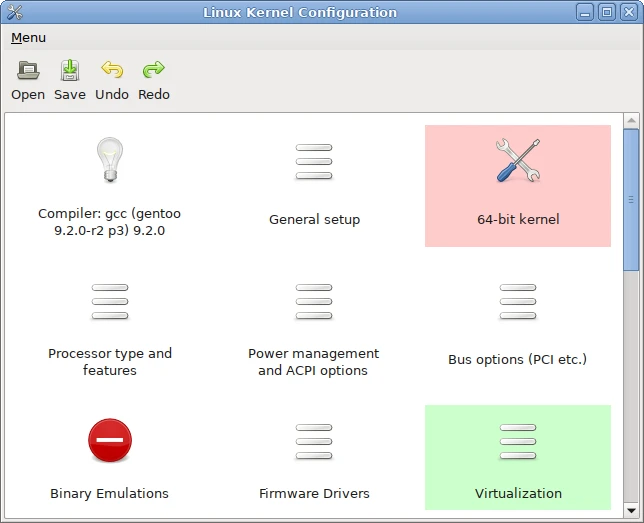 Linux Kernel Configuration
Menu
Open Save Undo Redo
Compiler: gcc (gentoo
9.2.0-r2 p3) 9.2.0
General setup
64-bit kernel
Processor type and
features
Power management
and ACPI options
Bus options (PCI etc.)
Binary Emulations
Firmware Drivers
Virtualization